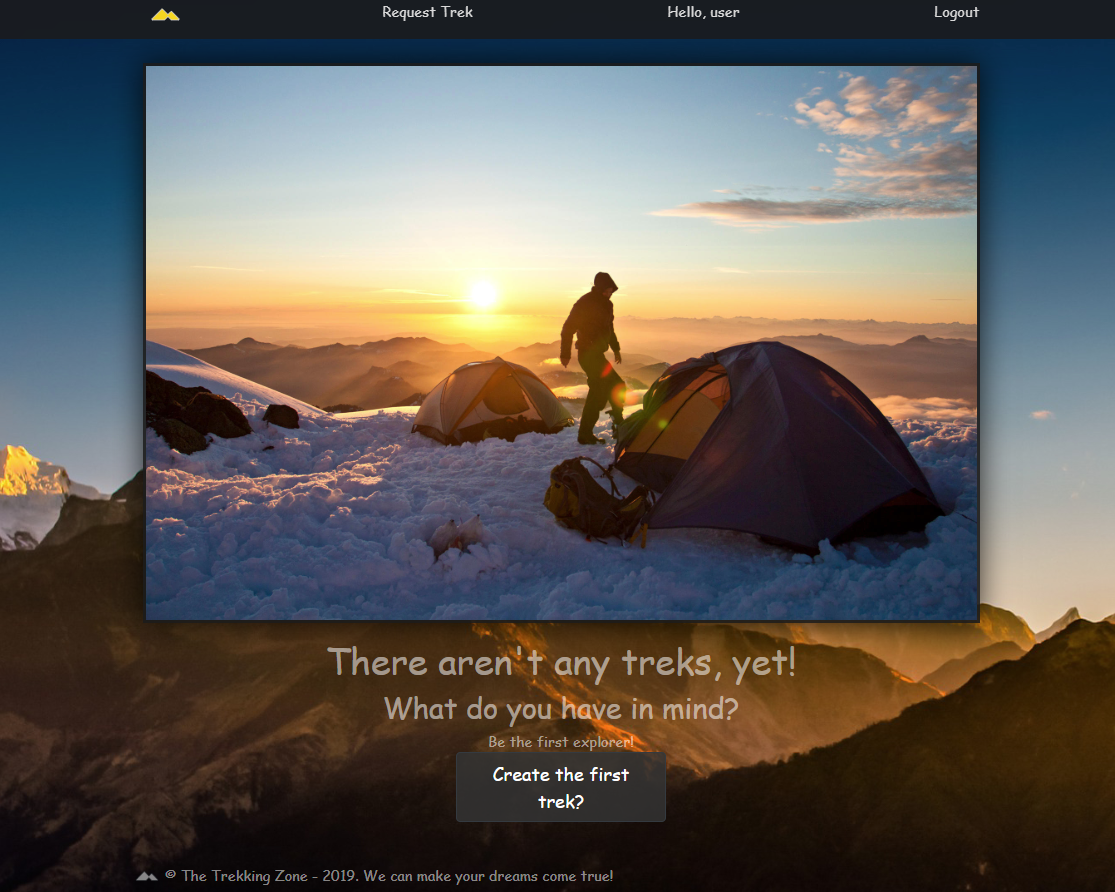 Request Trek
Hello, user
Logout
There aren't any treks, yet!
What do you have in mind?
Be the first explorer!
Create the first
trek?
© The Trekking Zone - 2019. We can make your dreams come true!